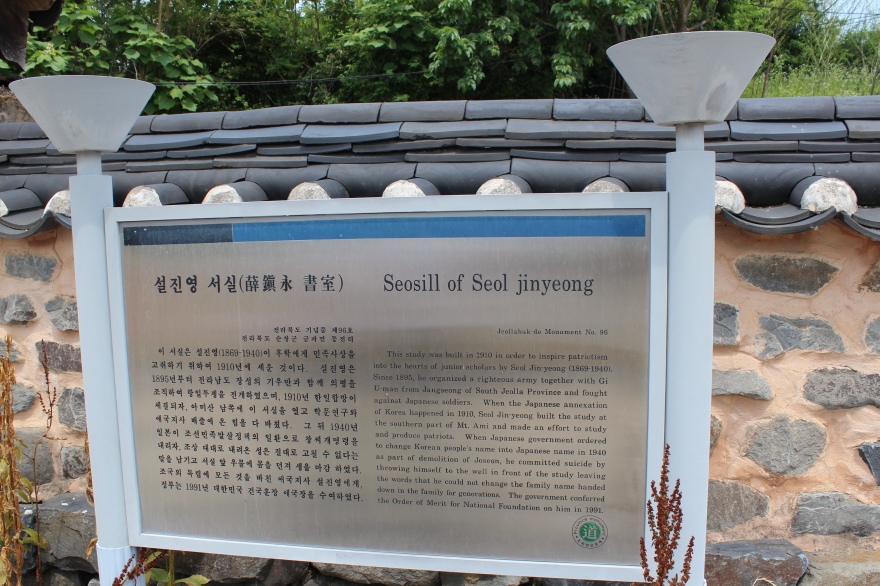 설진영 서실(薛鎭永 書室)
전라북도 기념물 제96호
전라북도 순창군 금과면 동전리
이 서실은 설진영(1869-1940)이 후학에게 민족사상을
고취하기 위하여 1910년에 세운 것이다. 설진영은
1895년부터 전라남도 장성의 기우만과 함께 의병을
조직하여 항일투쟁을 전개하였으며, 1910년 한일합방이
체결되자, 아미산 남쪽에 이 서실을 열고 학문연구와
애국지사 배출에 온 힘을 다 바쳤다. 그 뒤 1940년
일본이 조선민족말살정책의 일환으로 창씨개명령을
내리자, 조상 대대로 내려온 성은 절대로 고칠 수 없다는
말을 남기고 서실 앞 우물에 몸을 던져 생을 마감 하였다.
조국의 독립에 모든 것을 바친 애국지사 설진영에게,
정부는 1991년 대한민국 건국훈장 애국장을 수여하였다.
Seosill of Seol jinyeong
Jeollabuk-do Monument No. 96
This study was built in 1910 in order to inspire patriotism
into the hearts of junior scholars by Seol Jin-yeong (1869-1940).
Since 1895, he organized a righteous army together with Gi
U-man from Jangseong of South Jeolla Province and fought
against Japanese soldiers. When the Japanese annexation
of Korea happened in 1910, Seol Jin-yeong built the study at
the southern part of Mt. Ami and made an effort to study
and produce patriots. When Japanese government ordered
to change Korean people's name into Japanese name in 1940
as part of demolition of Joseon, he committed suicide by
throwing himself to the well in front of the study leaving
the words that he could not change the family name handed
down in the family for generations. The government conferred
the Order of Merit for National Foundation on him in 1991.
道